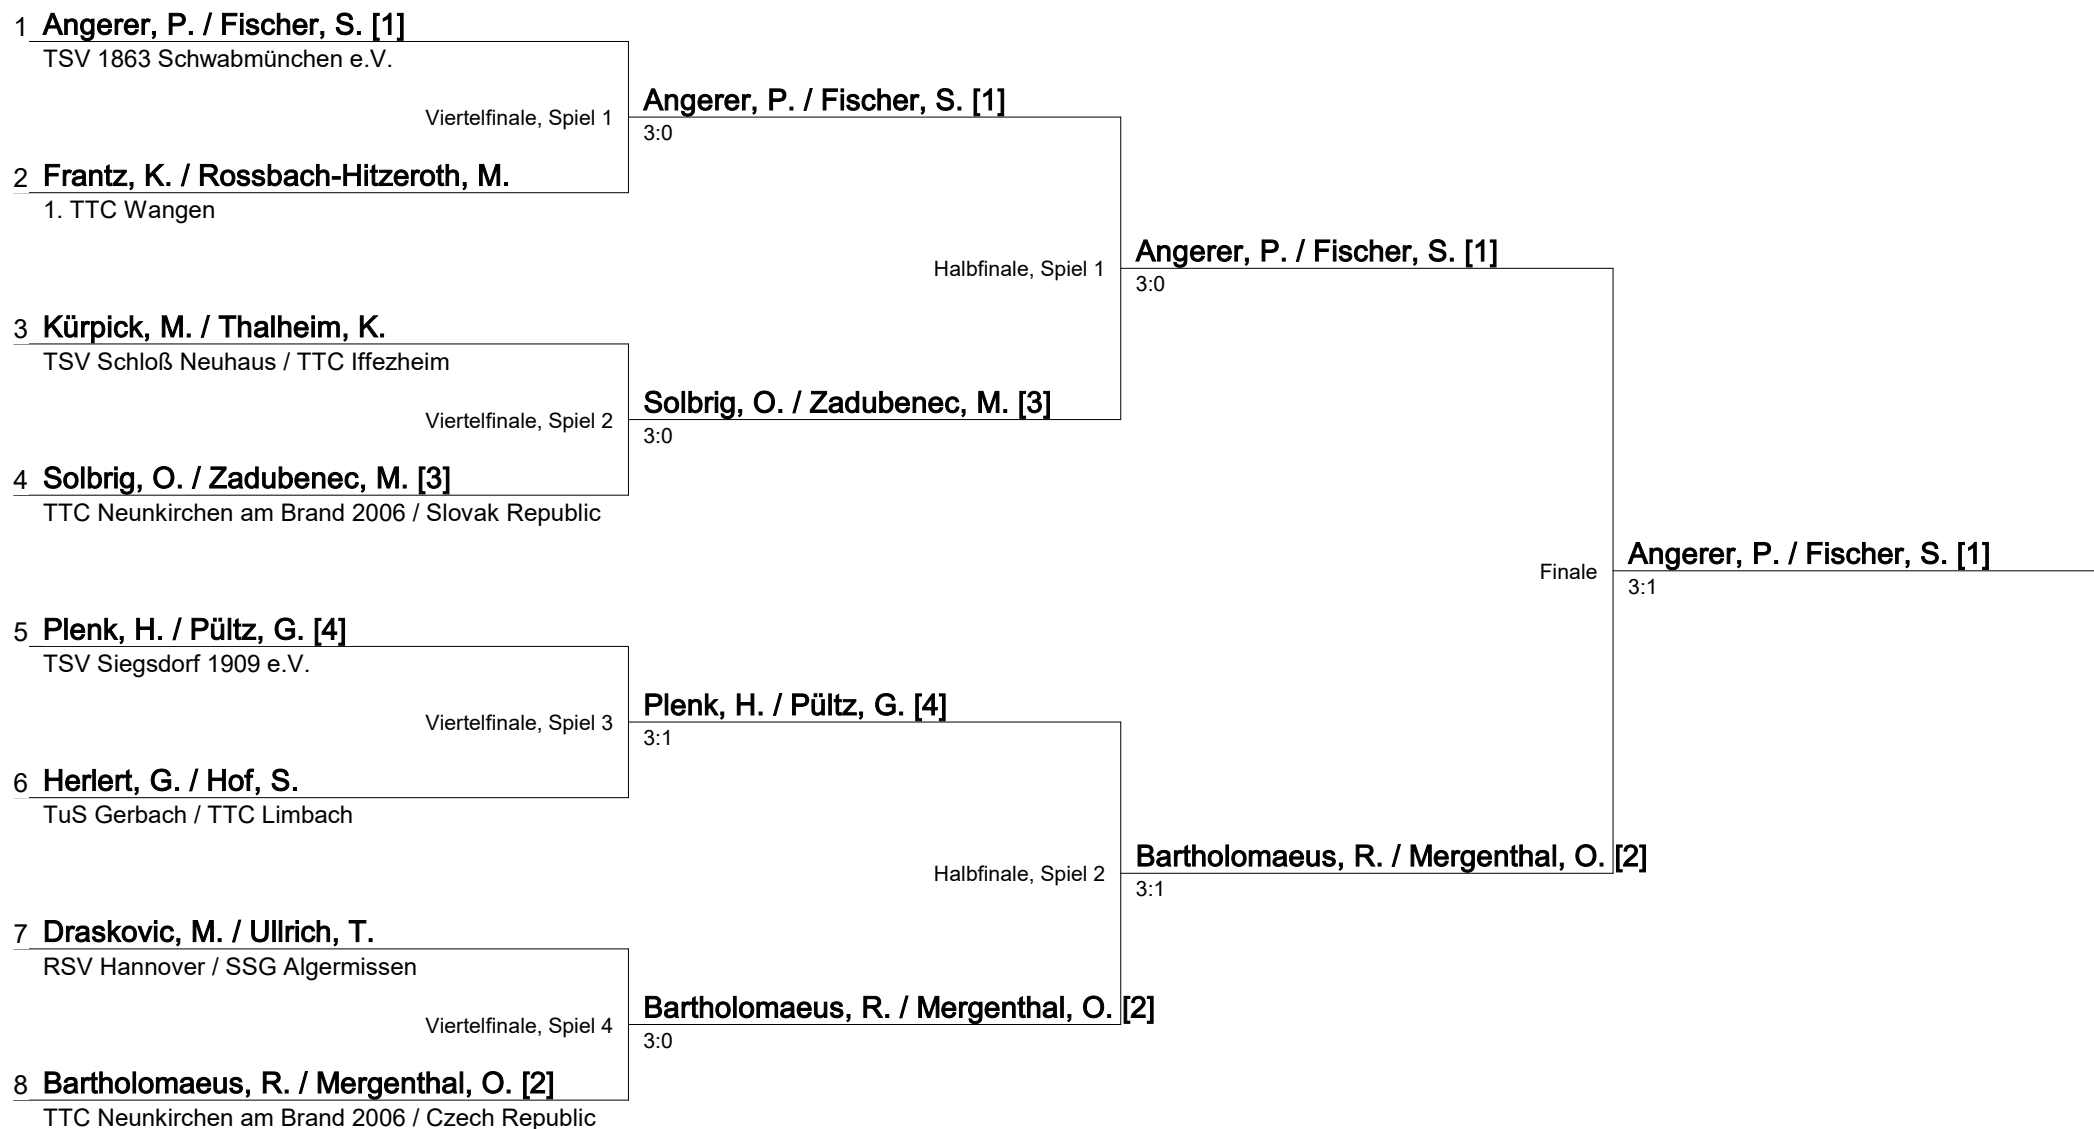 1 Angerer, P. / Fischer, S. [1]
TSV 1863 Schwabmünchen e.V.
Viertelfinale, Spiel 1
Angerer, P. / Fischer, S. [1]
3:0
2 Frantz, K. / Rossbach-Hitzeroth, M.
1. TTC Wangen
Halbfinale, Spiel 1
Angerer, P. / Fischer, S. [1]
3:0
3 Kürpick, M. / Thalheim, K.
TSV Schloß Neuhaus / TTC Iffezheim
Viertelfinale, Spiel 2
Solbrig, O. / Zadubenec, M. [3]
3:0
4 Solbrig, O. / Zadubenec, M. [3]
TTC Neunkirchen am Brand 2006 / Slovak Republic
Finale
Angerer, P. / Fischer, S. [1]
3:1
5 Plenk, H. / Pültz, G. [4]
TSV Siegsdorf 1909 e.V.
Viertelfinale, Spiel 3
Plenk, H. / Pültz, G. [4]
3:1
6 Herlert, G. / Hof, S.
TuS Gerbach / TTC Limbach
Halbfinale, Spiel 2
Bartholomaeus, R. / Mergenthal, O. [2]
3:1
7 Draskovic, M. / Ullrich, T.
RSV Hannover / SSG Algermissen
Viertelfinale, Spiel 4
Bartholomaeus, R. / Mergenthal, O. [2]
3:0
8 Bartholomaeus, R. / Mergenthal, O. [2]
TTC Neunkirchen am Brand 2006 / Czech Republic